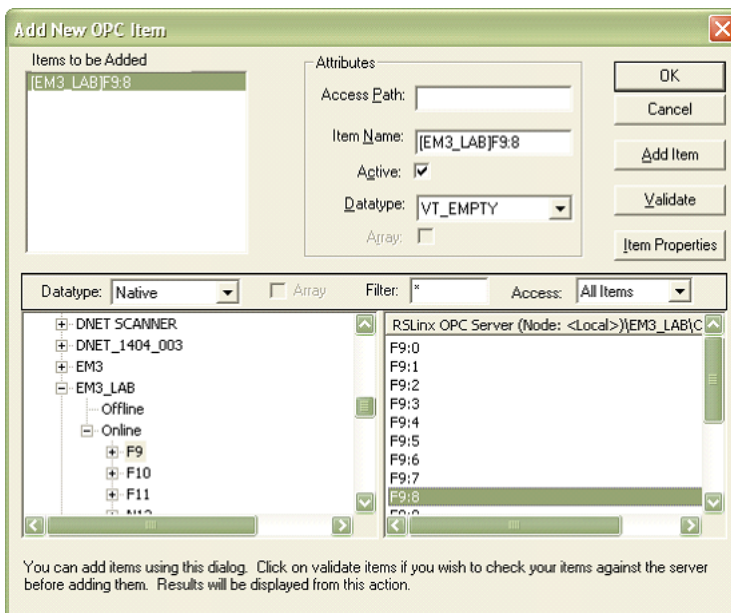 Add New OPC Item
Items to be Added
[EM3_LAB]F9:8
Attributes
Access Path:
Item Name: [EM3_LAB]F9:8
Active:
Datatype: VT_EMPTY
Array:
OK
Cancel
Add Item
Validate
Item Properties
Datatype: Native Array Filter: * Access: All Items
DNET SCANNER
DNET_1404_003
EM3
EM3_LAB
Offline
Online
F9
F10
F11
N12
RSLinx OPC Server (Node: <Local>)\EM3_LAB\C
F9:0
F9:1
F9:2
F9:3
F9:4
F9:5
F9:6
F9:7
F9:8
F9:9
You can add items using this dialog. Click on validate items if you wish to check your items against the server
before adding them. Results will be displayed from this action.